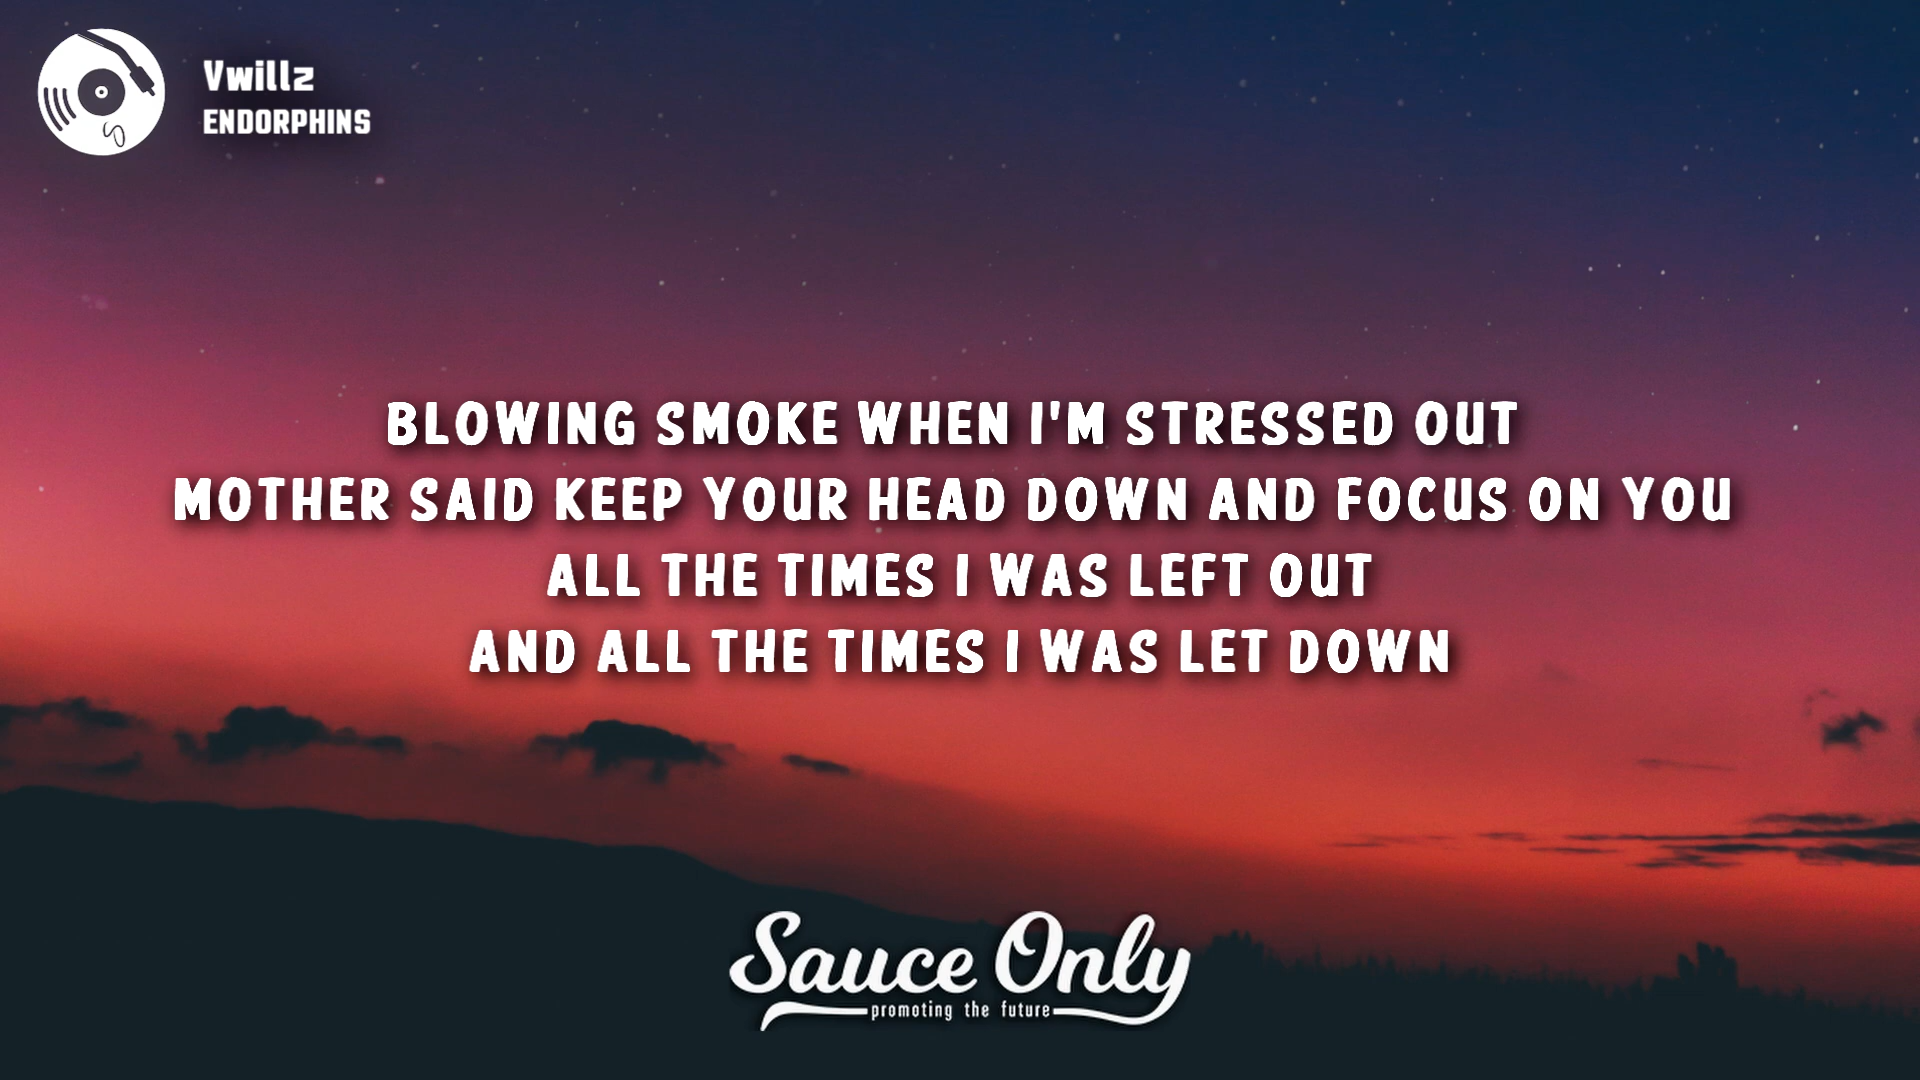 Vwillz
ENDORPHINS
BLOWING SMOKE WHEN I'M STRESSED OUT
MOTHER SAID KEEP YOUR HEAD DOWN AND FOCUS ON YOU
ALL THE TIMES I WAS LEFT OUT
AND ALL THE TIMES I WAS LET DOWN
Sauce Only
promoting the future